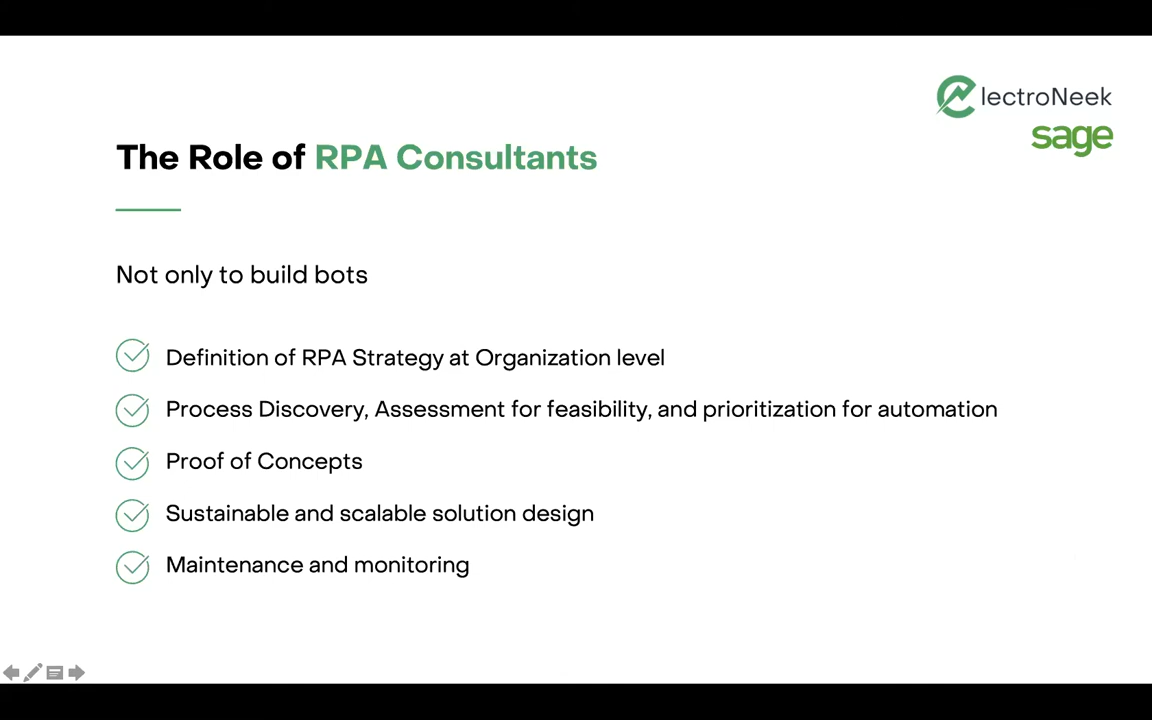 ElectroNeek
sage
The Role of RPA Consultants
Not only to build bots
Definition of RPA Strategy at Organization level
Process Discovery, Assessment for feasibility, and prioritization for automation
Proof of Concepts
Sustainable and scalable solution design
Maintenance and monitoring